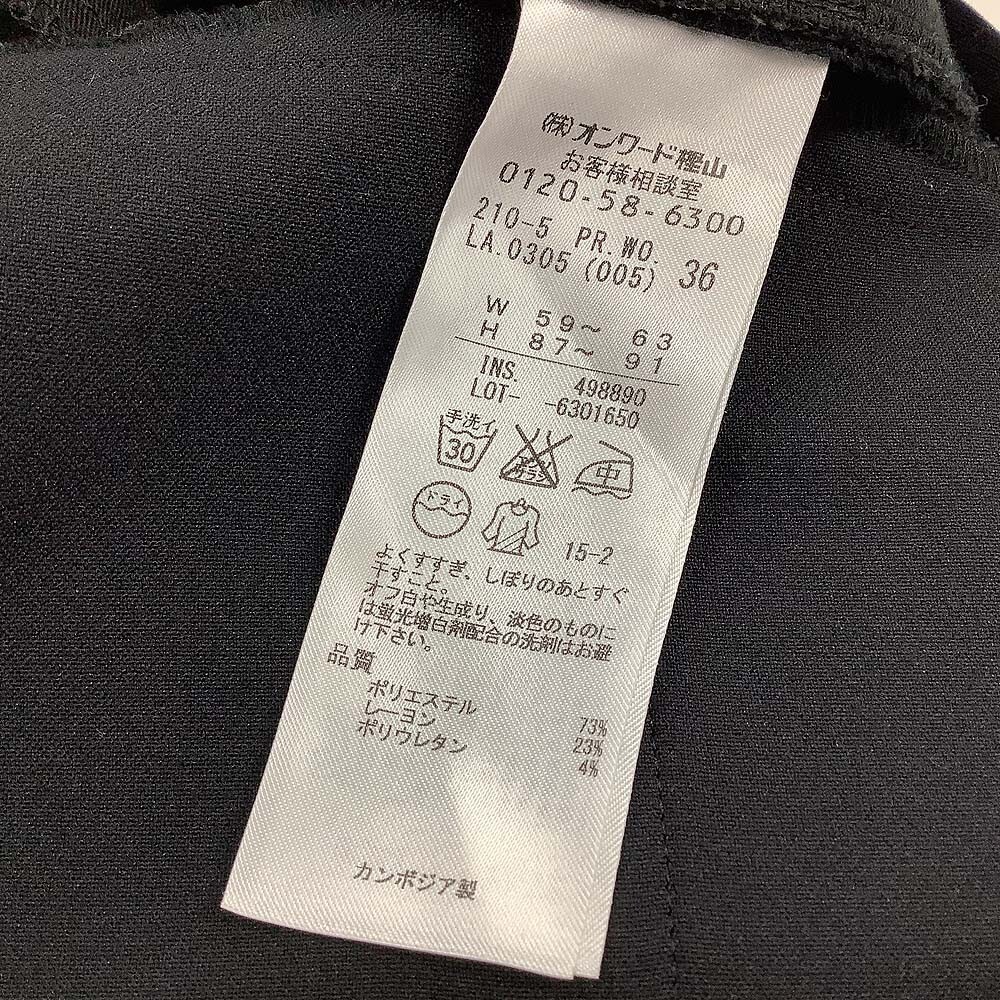 (株)オンワード樫山
お客様相談室
0120-58-6300
210-5 PR.WO. 36
LA.0305 (005)
W 59~ 63
H 87~ 91
INS. 498890
LOT- -6301650
手洗イ
30
エンソ
サラシ
中
ドライ
15-2
よくすすぎ、しぼりのあとすぐ
干すこと。
オフ白や生成り、淡色のものに
は蛍光増白剤配合の洗剤はお避
け下さい。
品質
ポリエステル 73%
レーヨン 23%
ポリウレタン 4%
カンボジア製